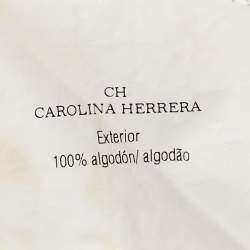 CH
CAROLINA HERRERA
Exterior
100% algodón/ algodão